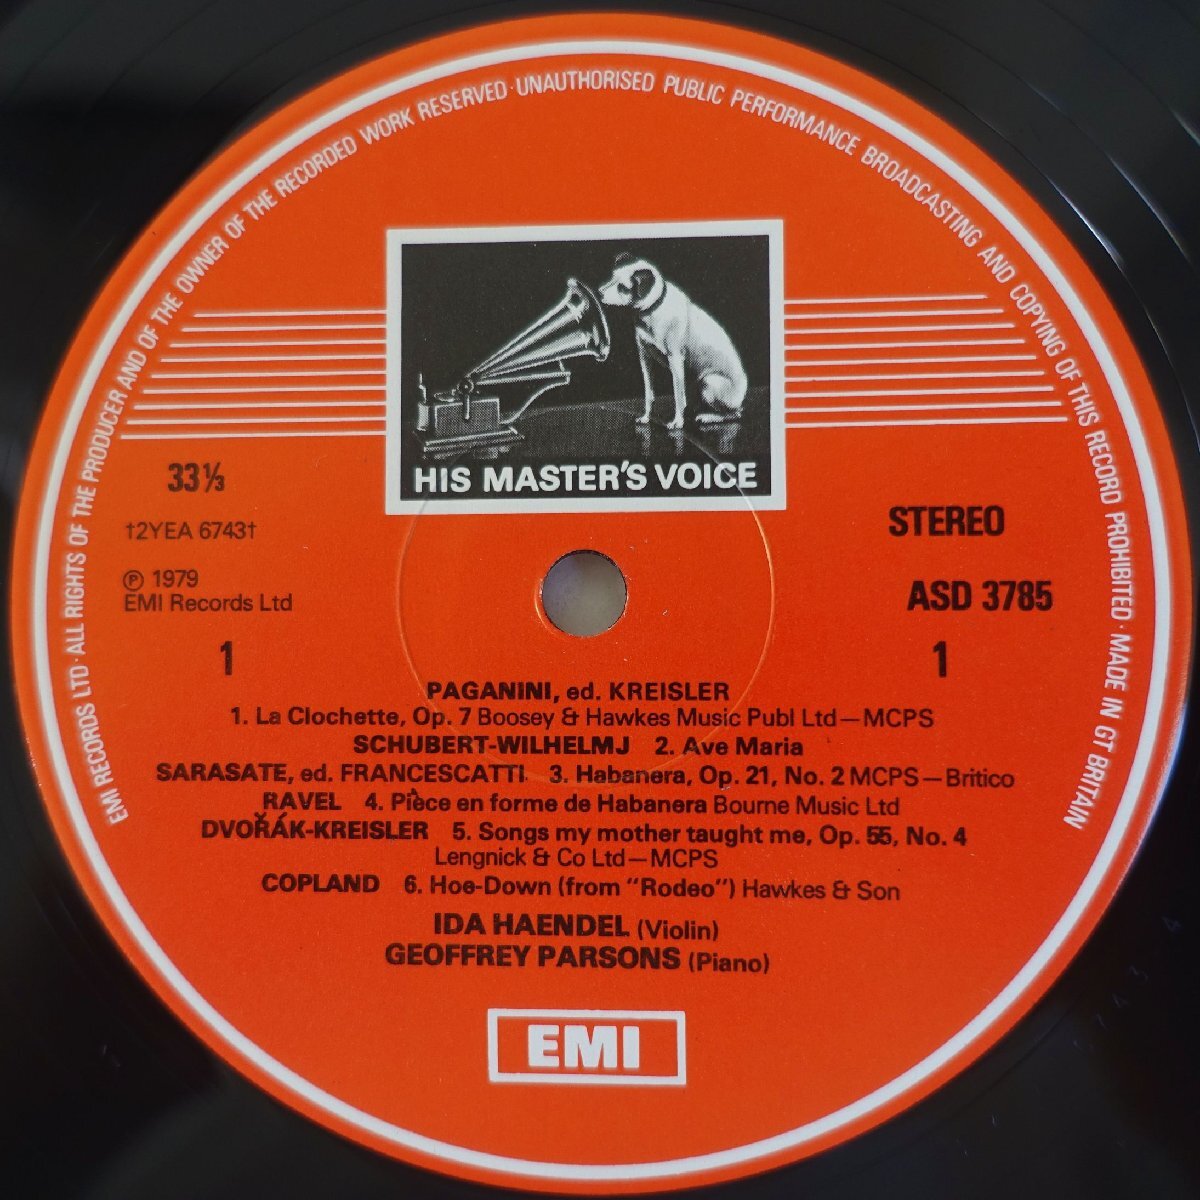 EMI RECORDS LTD · ALL RIGHTS OF THE PRODUCER AND OF THE OWNER OF THE RECORDED WORK RESERVED · UNAUTHORISED PUBLIC PERFORMANCE BROADCASTING AND COPYING OF THIS RECORD PROHIBITED · MADE IN GT BRITAIN
HIS MASTER'S VOICE
33⅓
†2YEA 6743†
STEREO
℗ 1979
EMI Records Ltd
ASD 3785
1
1
PAGANINI, ed. KREISLER
1. La Clochette, Op. 7 Boosey & Hawkes Music Publ Ltd—MCPS
SCHUBERT-WILHELMJ 2. Ave Maria
SARASATE, ed. FRANCESCATTI 3. Habanera, Op. 21, No. 2 MCPS—Britico
RAVEL 4. Pièce en forme de Habanera Bourne Music Ltd
DVOŘÁK-KREISLER 5. Songs my mother taught me, Op. 55, No. 4
Lengnick & Co Ltd—MCPS
COPLAND 6. Hoe-Down (from "Rodeo") Hawkes & Son
IDA HAENDEL (Violin)
GEOFFREY PARSONS (Piano)
EMI